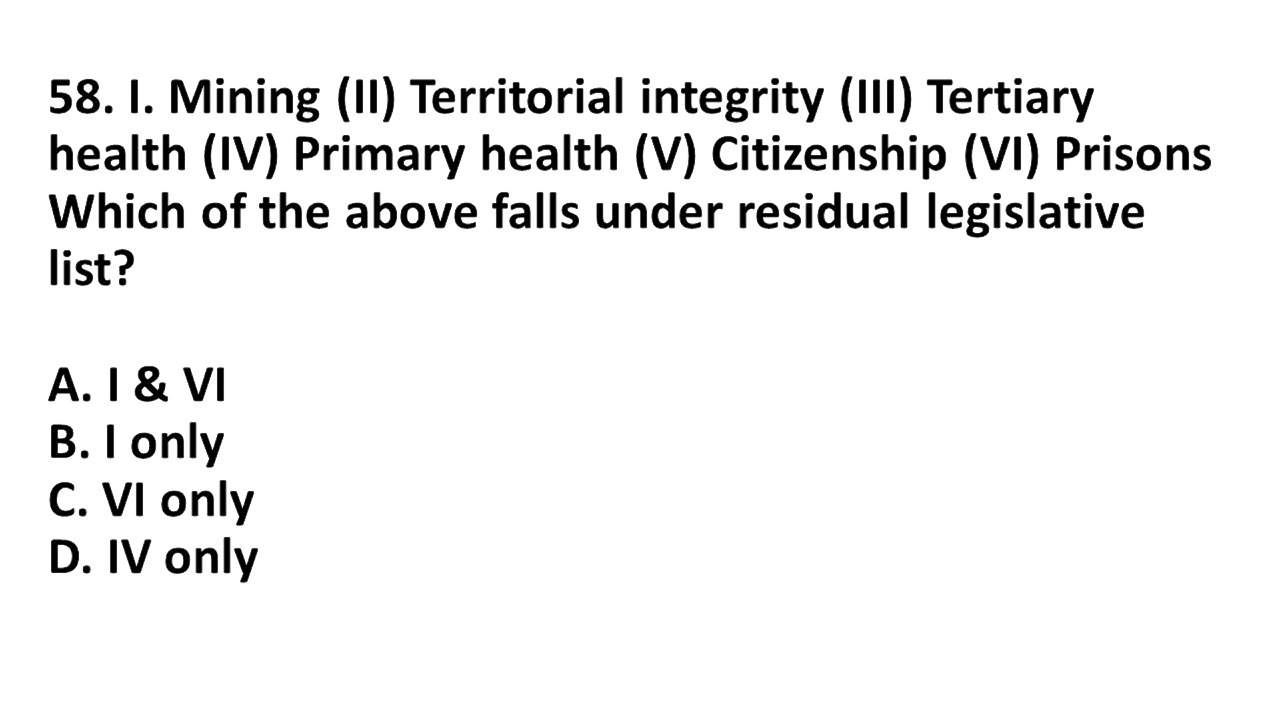 58. I. Mining (II) Territorial integrity (III) Tertiary
health (IV) Primary health (V) Citizenship (VI) Prisons
Which of the above falls under residual legislative
list?
A. I & VI
B. I only
C. VI only
D. IV only